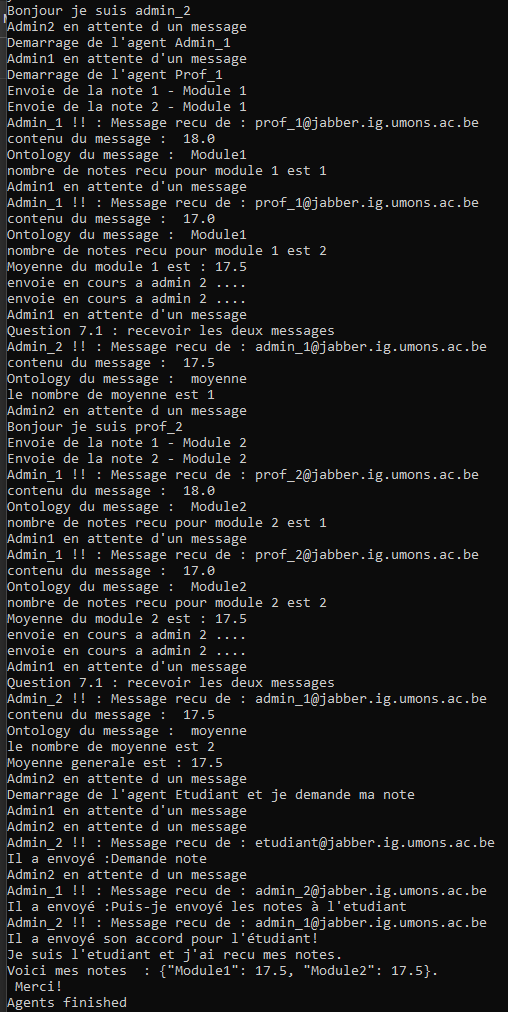 Bonjour je suis admin_2
Admin2 en attente d un message
Demarrage de l'agent Admin_1
Admin1 en attente d'un message
Demarrage de l'agent Prof_1
Envoie de la note 1 - Module 1
Envoie de la note 2 - Module 1
Admin_1 !! : Message recu de : prof_1@jabber.ig.umons.ac.be
contenu du message :  18.0
Ontology du message :  Module1
nombre de notes recu pour module 1 est 1
Admin1 en attente d'un message
Admin_1 !! : Message recu de : prof_1@jabber.ig.umons.ac.be
contenu du message :  17.0
Ontology du message :  Module1
nombre de notes recu pour module 1 est 2
Moyenne du module 1 est : 17.5
envoie en cours a admin 2 ....
envoie en cours a admin 2 ....
Admin1 en attente d'un message
Question 7.1 : recevoir les deux messages
Admin_2 !! : Message recu de : admin_1@jabber.ig.umons.ac.be
contenu du message :  17.5
Ontology du message :  moyenne
le nombre de moyenne est 1
Admin2 en attente d un message
Bonjour je suis prof_2
Envoie de la note 1 - Module 2
Envoie de la note 2 - Module 2
Admin_1 !! : Message recu de : prof_2@jabber.ig.umons.ac.be
contenu du message :  18.0
Ontology du message :  Module2
nombre de notes recu pour module 2 est 1
Admin1 en attente d'un message
Admin_1 !! : Message recu de : prof_2@jabber.ig.umons.ac.be
contenu du message :  17.0
Ontology du message :  Module2
nombre de notes recu pour module 2 est 2
Moyenne du module 2 est : 17.5
envoie en cours a admin 2 ....
envoie en cours a admin 2 ....
Admin1 en attente d'un message
Question 7.1 : recevoir les deux messages
Admin_2 !! : Message recu de : admin_1@jabber.ig.umons.ac.be
contenu du message :  17.5
Ontology du message :  moyenne
le nombre de moyenne est 2
Moyenne generale est : 17.5
Admin2 en attente d un message
Demarrage de l'agent Etudiant et je demande ma note
Admin1 en attente d'un message
Admin2 en attente d un message
Admin_2 !! : Message recu de : etudiant@jabber.ig.umons.ac.be
Il a envoyé :Demande note
Admin2 en attente d un message
Admin_1 !! : Message recu de : admin_2@jabber.ig.umons.ac.be
Il a envoyé :Puis-je envoyé les notes à l'etudiant
Admin_2 !! : Message recu de : admin_1@jabber.ig.umons.ac.be
Il a envoyé son accord pour l'étudiant!
Je suis l'etudiant et j'ai recu mes notes.
Voici mes notes  : {"Module1": 17.5, "Module2": 17.5}.
 Merci!
Agents finished